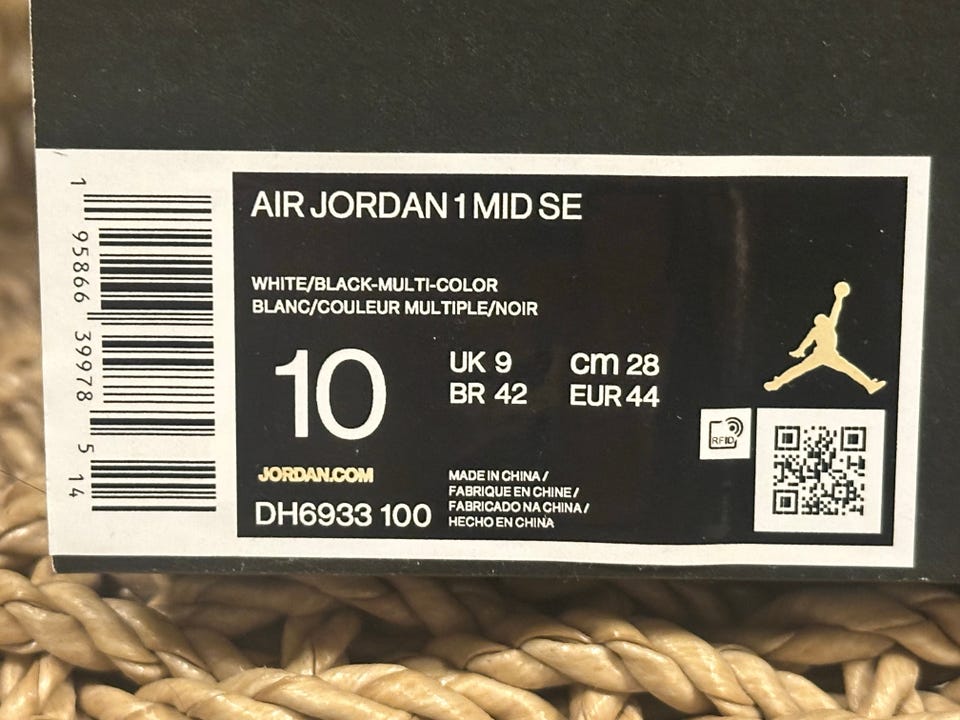 AIR JORDAN 1 MID SE
WHITE/BLACK-MULTI-COLOR
BLANC/COULEUR MULTIPLE/NOIR
10
UK 9 cm 28
BR 42 EUR 44
JORDAN.COM
DH6933 100
MADE IN CHINA /
FABRIQUE EN CHINE /
FABRICADO NA CHINA /
HECHO EN CHINA
RFID
1 95866 39978 5 14